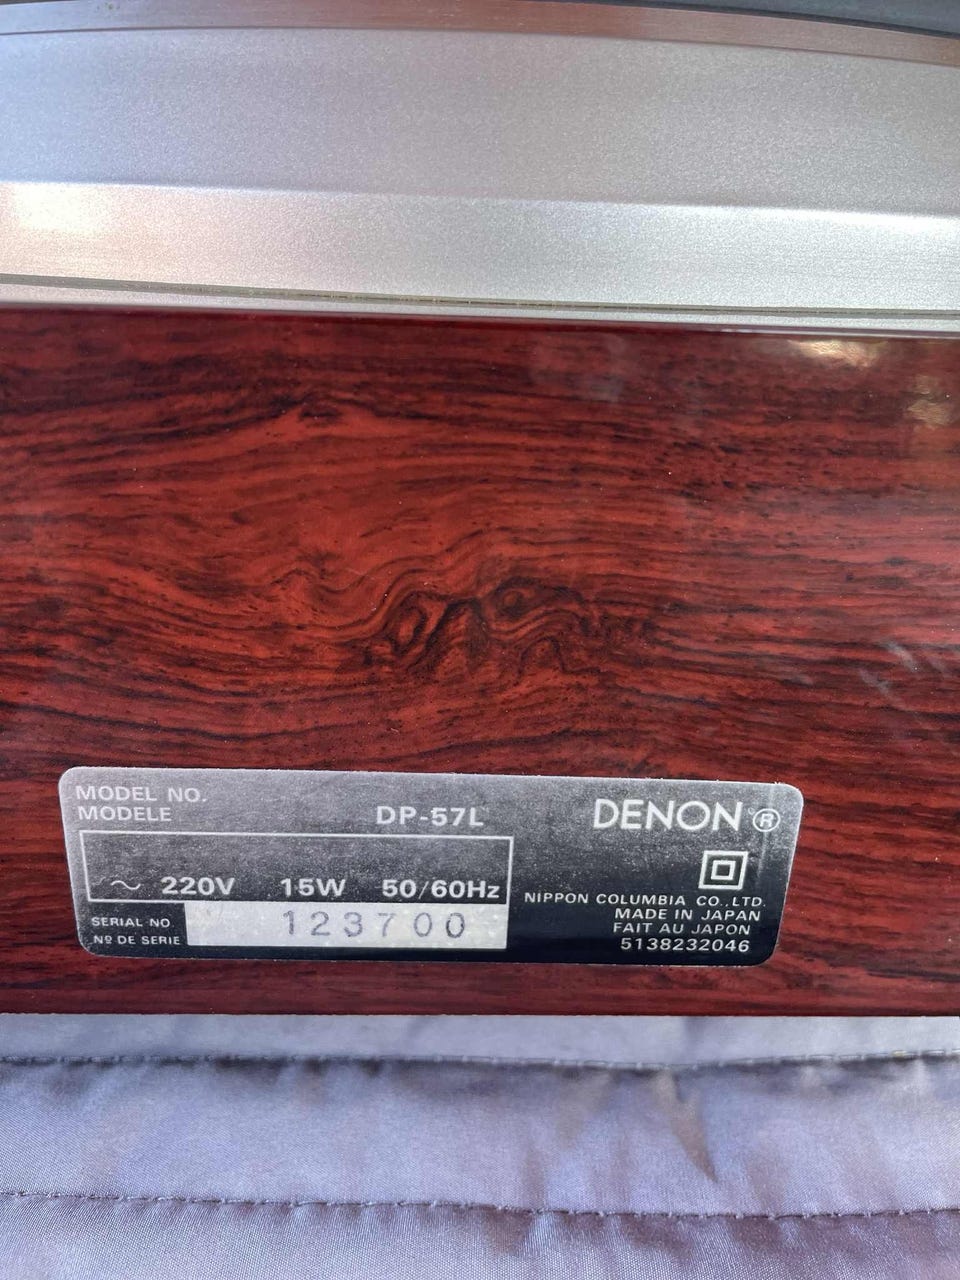 MODEL NO.
MODELE DP-57L
DENON®
~ 220V 15W 50/60Hz
SERIAL NO
Nº DE SERIE
123700
NIPPON COLUMBIA CO.,LTD.
MADE IN JAPAN
FAIT AU JAPON
5138232046